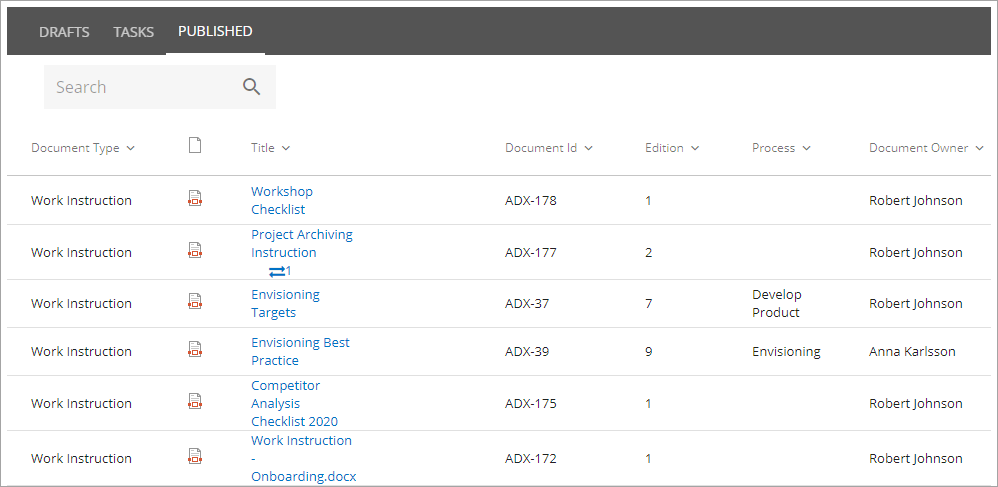 DRAFTS TASKS PUBLISHED
Search
Document Type Title Document Id Edition Process Document Owner
Work Instruction Workshop Checklist ADX-178 1 Robert Johnson
Work Instruction Project Archiving Instruction 1 ADX-177 2 Robert Johnson
Work Instruction Envisioning Targets ADX-37 7 Develop Product Robert Johnson
Work Instruction Envisioning Best Practice ADX-39 9 Envisioning Anna Karlsson
Work Instruction Competitor Analysis Checklist 2020 ADX-175 1 Robert Johnson
Work Instruction Work Instruction - Onboarding.docx ADX-172 1 Robert Johnson